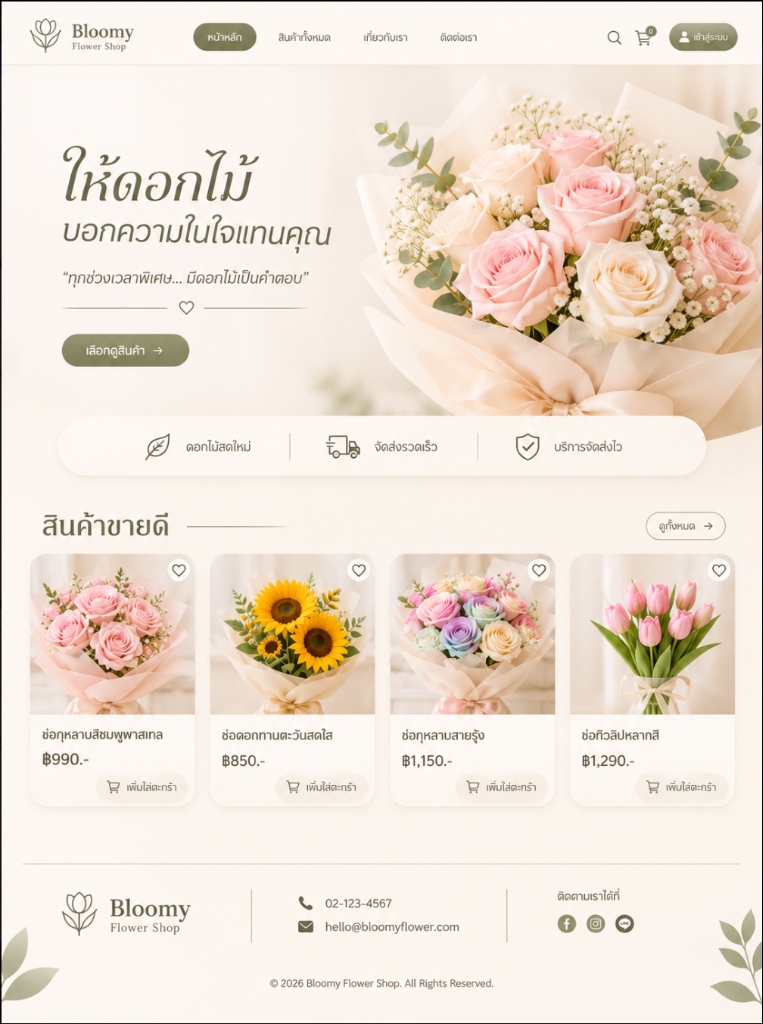 Bloomy
Flower Shop
หน้าหลัก
สินค้าทั้งหมด
เกี่ยวกับเรา
ติดต่อเรา
0
เข้าสู่ระบบ
ให้ดอกไม้
บอกความในใจแทนคุณ
“ทุกช่วงเวลาพิเศษ... มีดอกไม้เป็นคำตอบ”
เลือกดูสินค้า →
ดอกไม้สดใหม่
จัดส่งรวดเร็ว
บริการจัดส่งไว
สินค้าขายดี
ดูทั้งหมด →
ช่อกุหลาบสีชมพูพาสเทล
฿990.-
เพิ่มใส่ตะกร้า
ช่อดอกทานตะวันสดใส
฿850.-
เพิ่มใส่ตะกร้า
ช่อกุหลาบสายรุ้ง
฿1,150.-
เพิ่มใส่ตะกร้า
ช่อทิวลิปหลากสี
฿1,290.-
เพิ่มใส่ตะกร้า
Bloomy
Flower Shop
02-123-4567
hello@bloomyflower.com
ติดตามเราได้ที่
LINE
© 2026 Bloomy Flower Shop. All Rights Reserved.